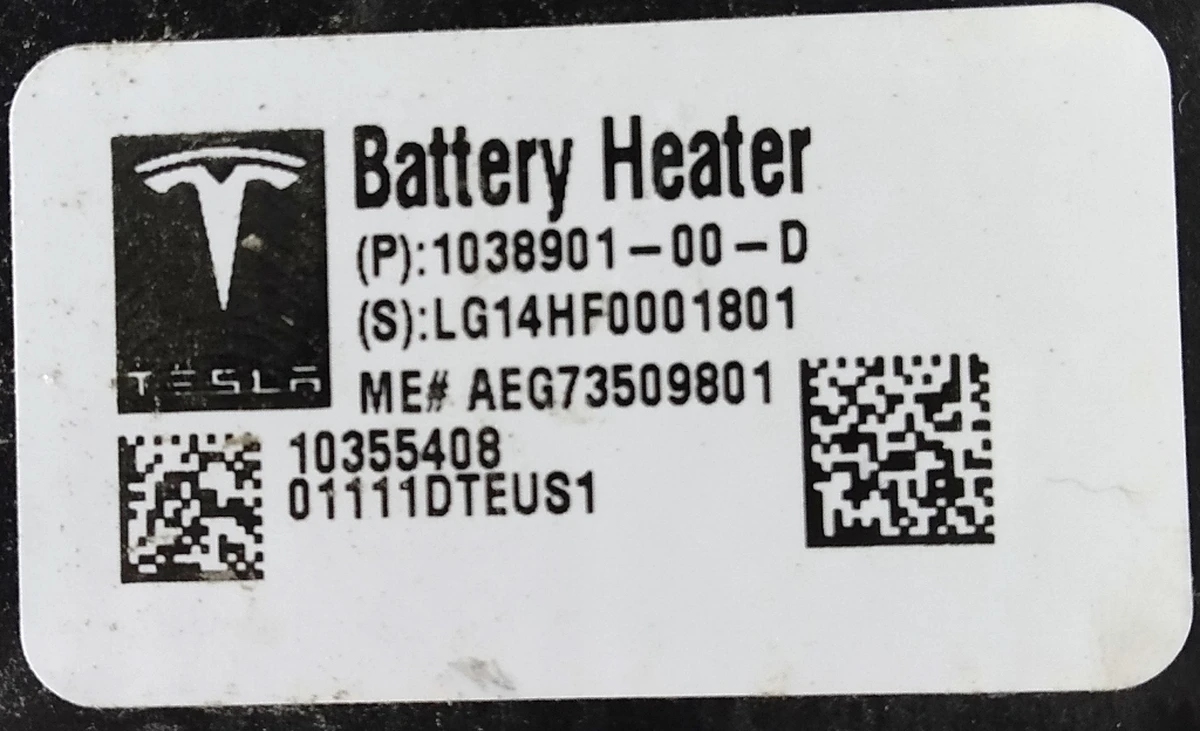 Battery Heater
(P):1038901-00-D
(S):LG14HF0001801
TESLA
ME# AEG73509801
10355408
01111DTEUS1